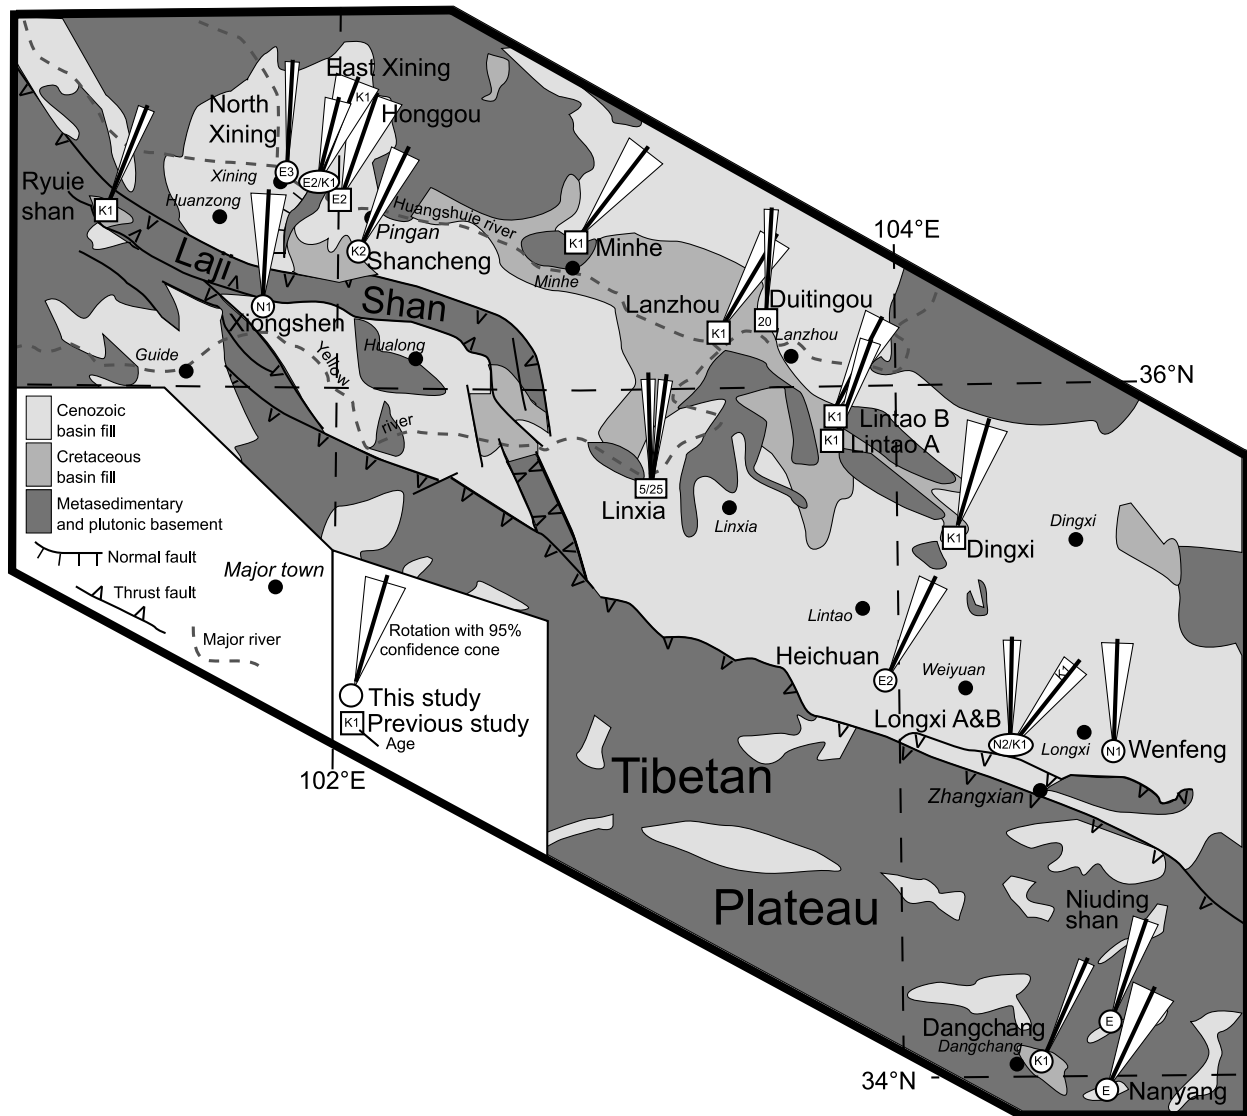 East Xining
K1
North
Xining
Honggou
E3
E2/K1
E2
Xining
Ryuie
shan
K1
Huanzong
Huangshuie river
Pingan
K2
Shancheng
K1
Minhe
Minhe
104°E
Laji
Shan
N1
Xiongshen
Lanzhou
K1
Duitingou
20
Lanzhou
Guide
Yellow
river
Hualong
36°N
K1
Lintao B
K1
Lintao A
5/25
Linxia
Linxia
K1
Dingxi
Dingxi
Cenozoic
basin fill
Cretaceous
basin fill
Metasedimentary
and plutonic basement
Normal fault
Thrust fault
Major river
Major town
Rotation with 95%
confidence cone
This study
K1
Previous study
Age
102°E
Lintao
Heichuan
E2
Weiyuan
K1
Longxi A&B
N2/K1
Longxi
N1
Wenfeng
Zhangxian
Tibetan
Plateau
Niuding
shan
E
Dangchang
Dangchang
K1
34°N
E
Nanyang